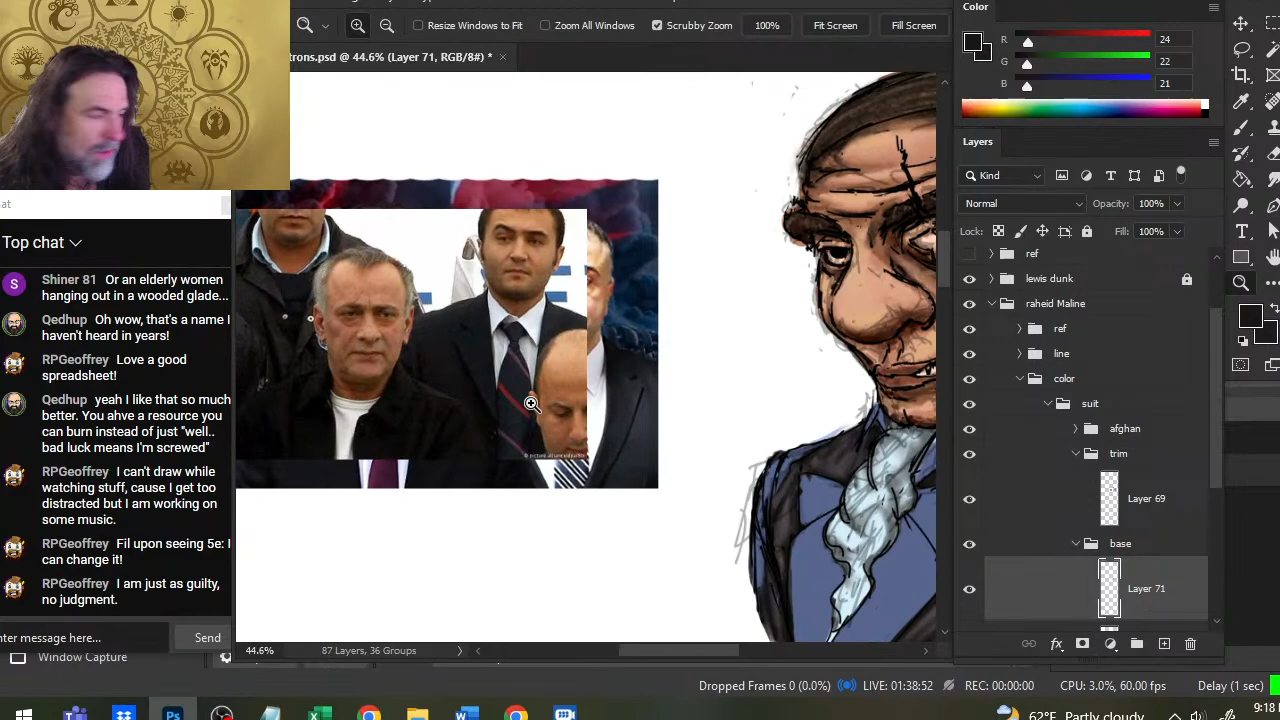 Resize Windows to Fit
Zoom All Windows
Scrubby Zoom
100%
Fit Screen
Fill Screen
trons.psd @ 44.6% (Layer 71, RGB/8#) *
Color
R 24
G 22
B 21
Layers
Kind
Normal
Opacity: 100%
Lock:
Fill: 100%
ref
lewis dunk
raheid Maline
ref
line
color
suit
afghan
trim
Layer 69
base
Layer 71
at
Top chat
Shiner 81 Or an elderly women
hanging out in a wooded glade...
Qedhup Oh wow, that's a name I
haven't heard in years!
RPGeoffrey Love a good
spreadsheet!
Qedhup yeah I like that so much
better. You ahve a resource you
can burn instead of just "well..
bad luck means I'm screwed"
RPGeoffrey I can't draw while
watching stuff, cause I get too
distracted but I am working on
some music.
RPGeoffrey Fil upon seeing 5e: I
can change it!
RPGeoffrey I am just as guilty,
no judgment.
nter message here...
Send
Window Capture
44.6%
87 Layers, 36 Groups
Dropped Frames 0 (0.0%)
LIVE: 01:38:52
REC: 00:00:00
CPU: 3.0%, 60.00 fps
Delay (1 sec)
62°F Partly cloudy
9:18